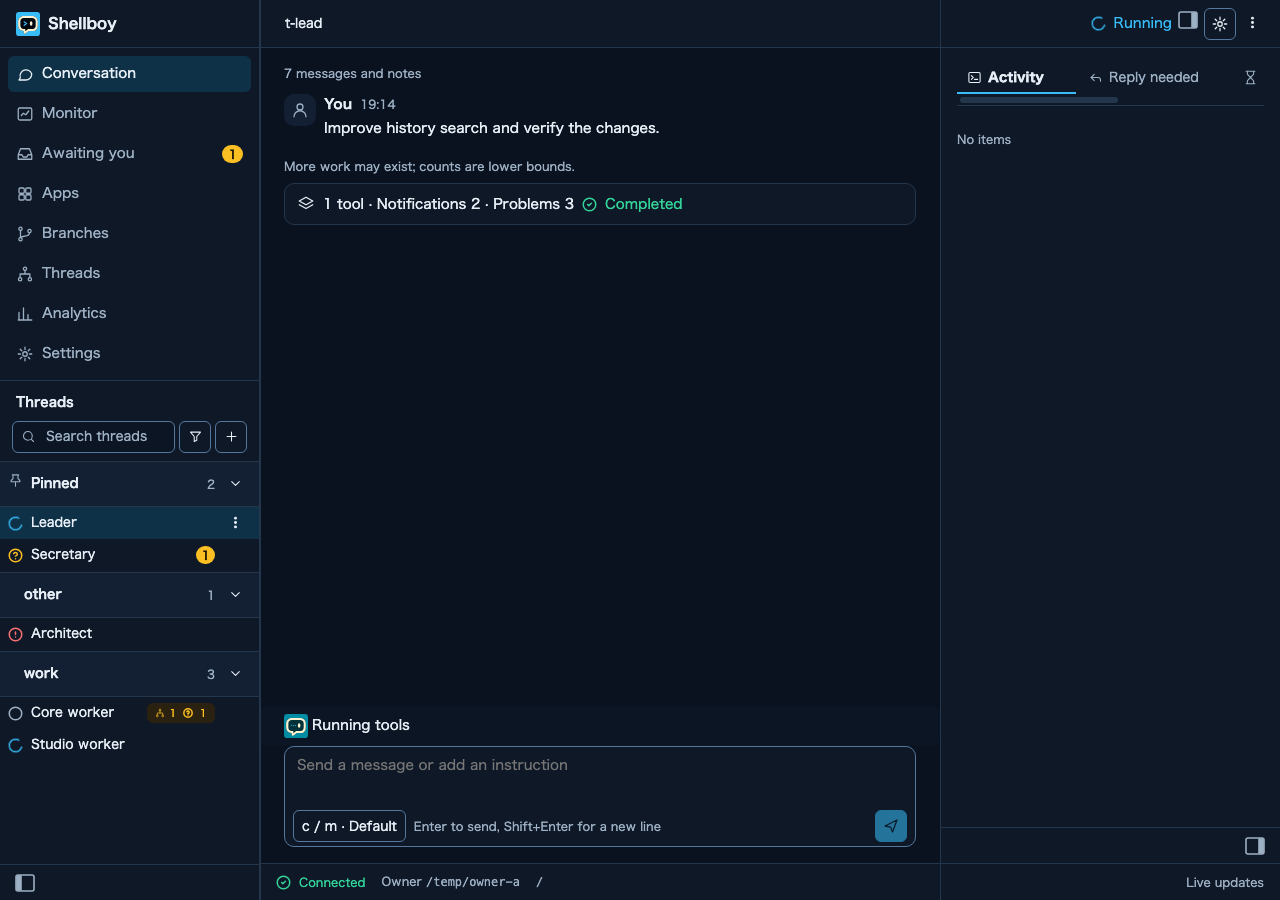 Shellboy
Conversation
Monitor
Awaiting you 1
Apps
Branches
Threads
Analytics
Settings
Threads
Search threads
Pinned 2
Leader
Secretary 1
other 1
Architect
work 3
Core worker 1 1
Studio worker
t-lead
7 messages and notes
You 19:14
Improve history search and verify the changes.
More work may exist; counts are lower bounds.
1 tool · Notifications 2 · Problems 3 Completed
Running tools
Send a message or add an instruction
c / m · Default Enter to send, Shift+Enter for a new line
Connected Owner /temp/owner-a /
Running
Activity Reply needed
No items
Live updates